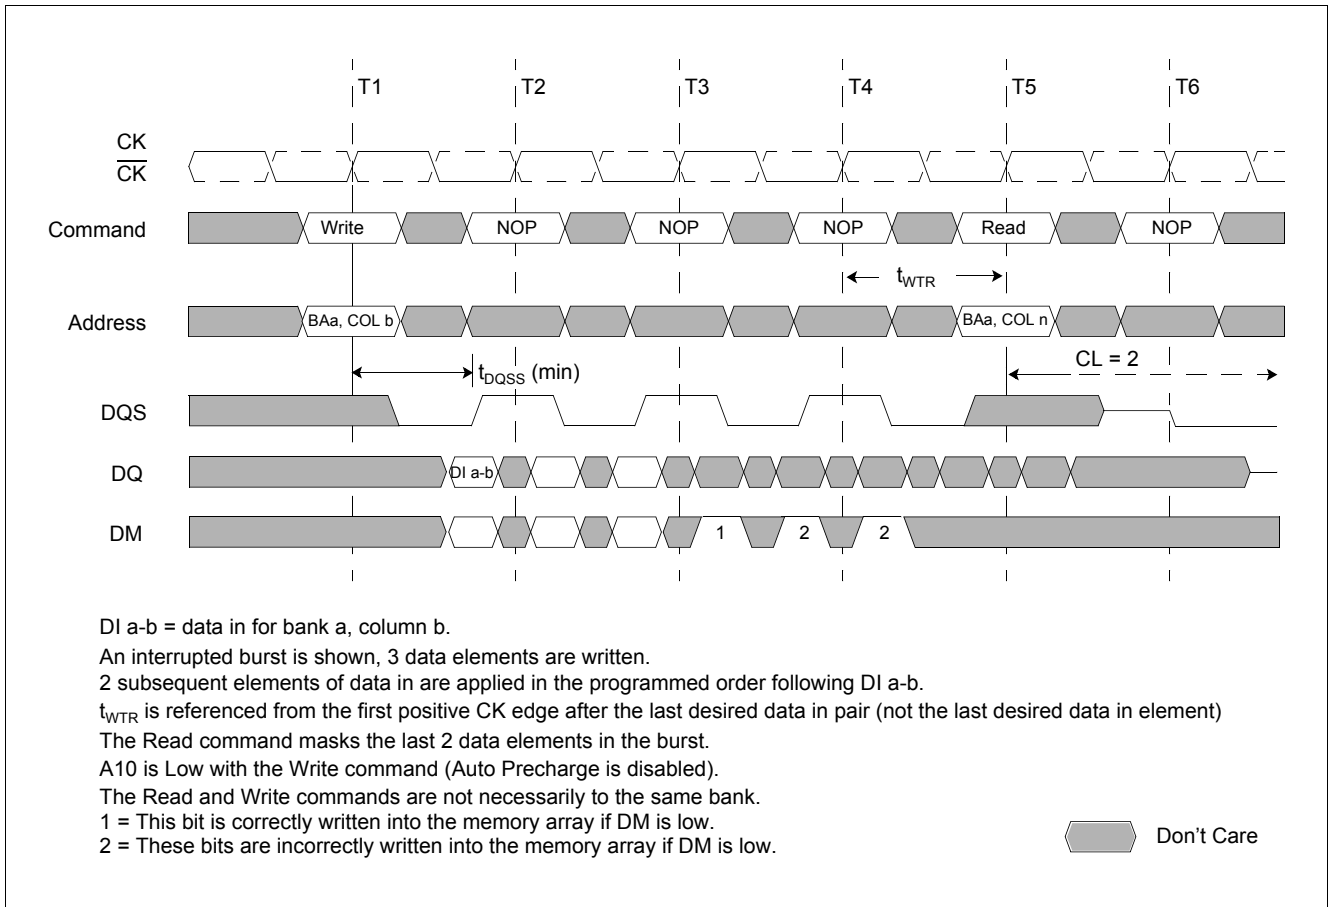 T1 T2 T3 T4 T5 T6
CK
CK
Command Write NOP NOP NOP Read NOP
tWTR
Address BAa, COL b BAa, COL n
tDQSS (min) CL = 2
DQS
DQ DI a-b
DM 1 2 2
DI a-b = data in for bank a, column b.
An interrupted burst is shown, 3 data elements are written.
2 subsequent elements of data in are applied in the programmed order following DI a-b.
tWTR is referenced from the first positive CK edge after the last desired data in pair (not the last desired data in element)
The Read command masks the last 2 data elements in the burst.
A10 is Low with the Write command (Auto Precharge is disabled).
The Read and Write commands are not necessarily to the same bank.
1 = This bit is correctly written into the memory array if DM is low.
2 = These bits are incorrectly written into the memory array if DM is low.
Don't Care